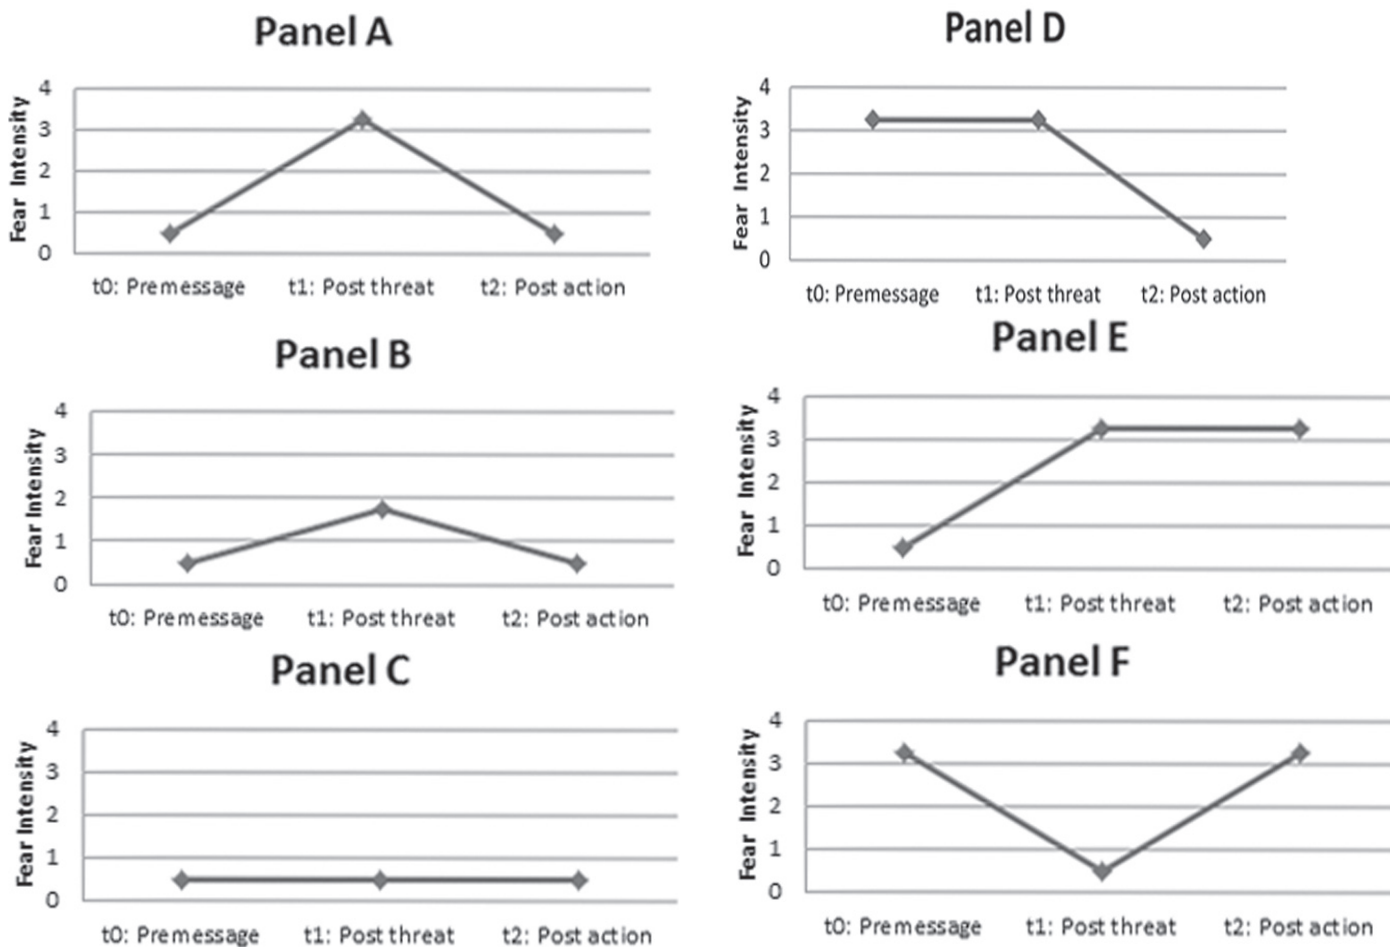 Panel A
Fear Intensity
4
3
2
1
0
t0: Premessage
t1: Post threat
t2: Post action
Panel B
Fear Intensity
4
3
2
1
0
t0: Premessage
t1: Post threat
t2: Post action
Panel C
Fear Intensity
4
3
2
1
0
t0: Premessage
t1: Post threat
t2: Post action
Panel D
Fear Intensity
4
3
2
1
0
t0: Premessage
t1: Post threat
t2: Post action
Panel E
Fear Intensity
4
3
2
1
0
t0: Premessage
t1: Post threat
t2: Post action
Panel F
Fear Intensity
4
3
2
1
0
t0: Premessage
t1: Post threat
t2: Post action